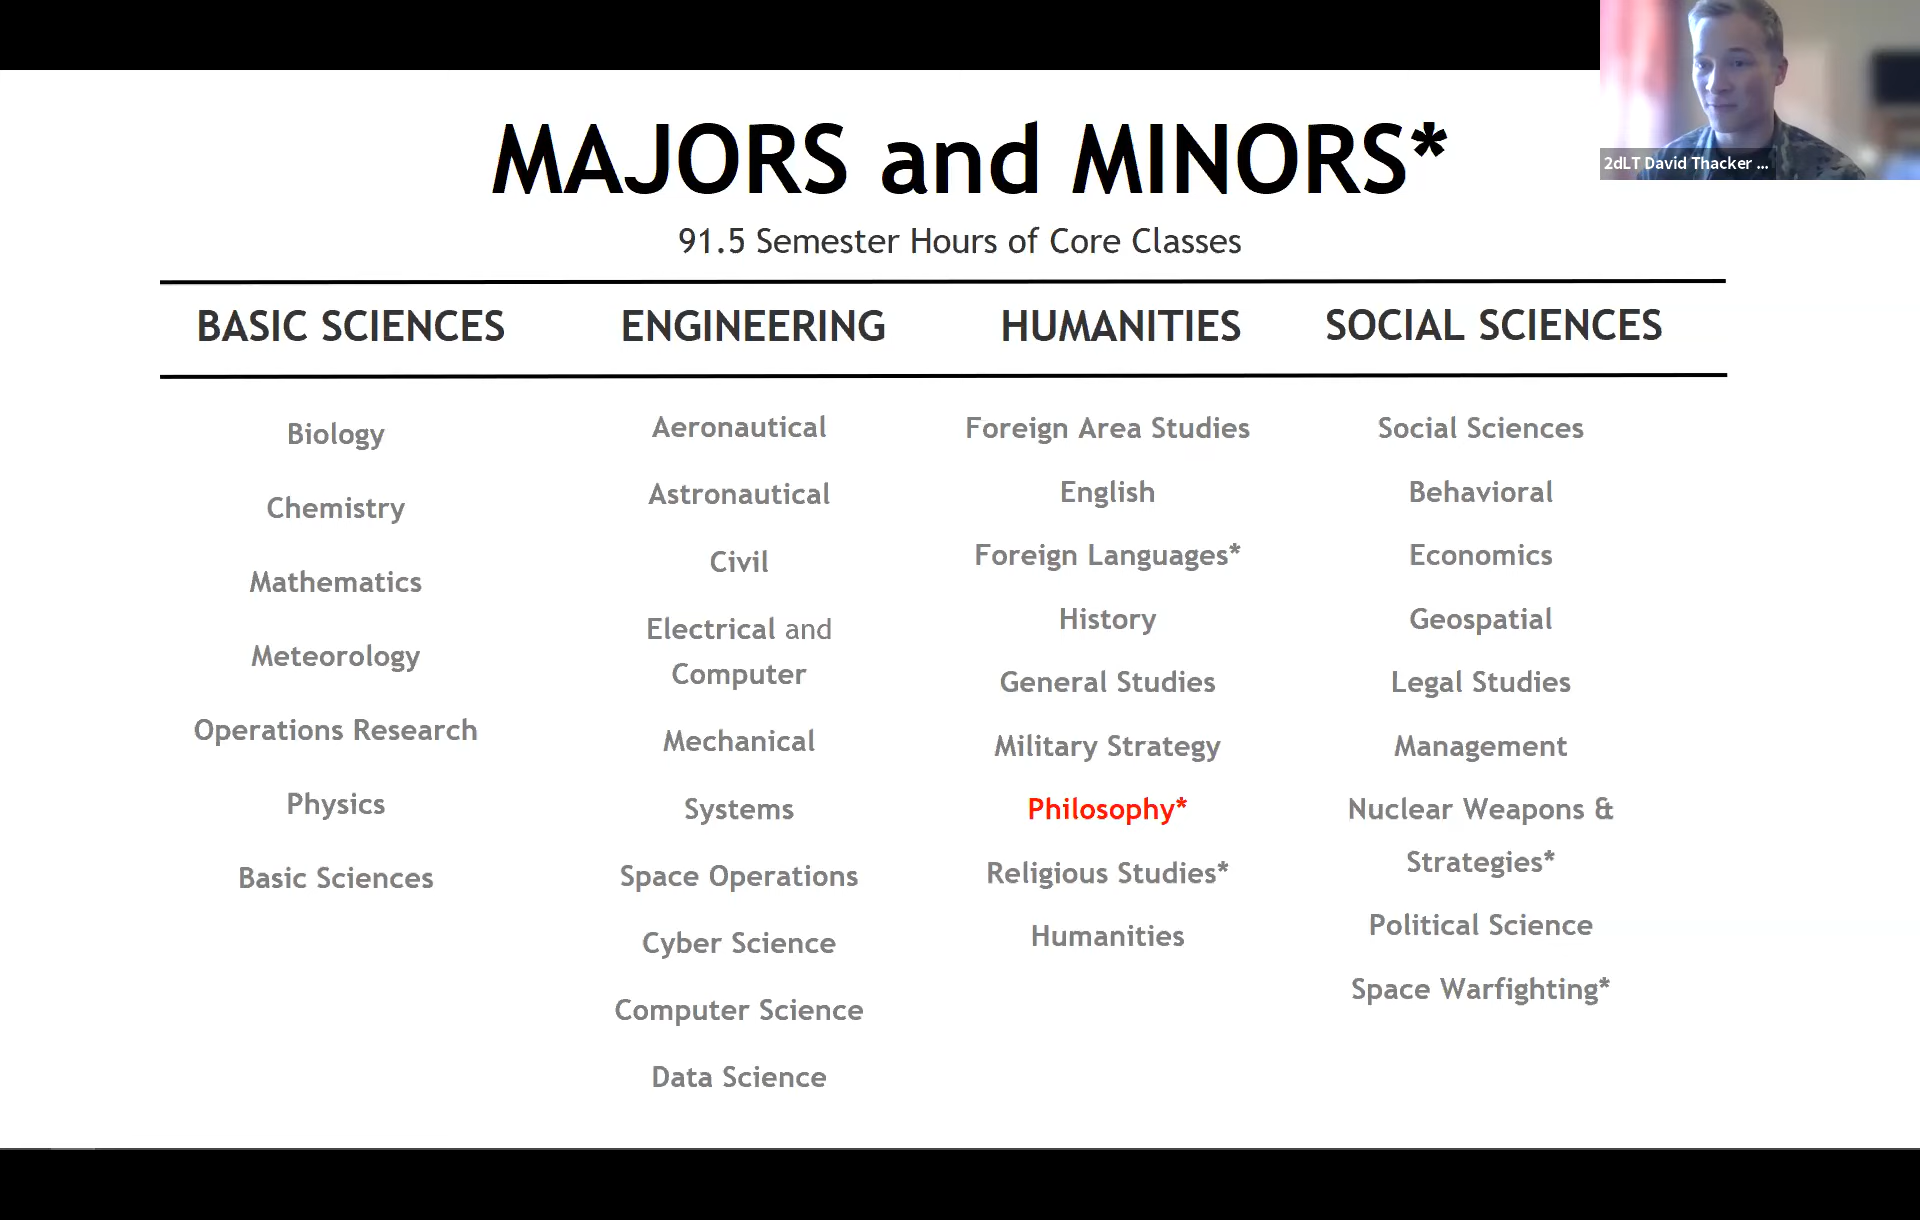 MAJORS and MINORS*
2dLT David Thacker ...
91.5 Semester Hours of Core Classes
BASIC SCIENCES
Biology
Chemistry
Mathematics
Meteorology
Operations Research
Physics
Basic Sciences
ENGINEERING
Aeronautical
Astronautical
Civil
Electrical and
Computer
Mechanical
Systems
Space Operations
Cyber Science
Computer Science
Data Science
HUMANITIES
Foreign Area Studies
English
Foreign Languages*
History
General Studies
Military Strategy
Philosophy*
Religious Studies*
Humanities
SOCIAL SCIENCES
Social Sciences
Behavioral
Economics
Geospatial
Legal Studies
Management
Nuclear Weapons &
Strategies*
Political Science
Space Warfighting*